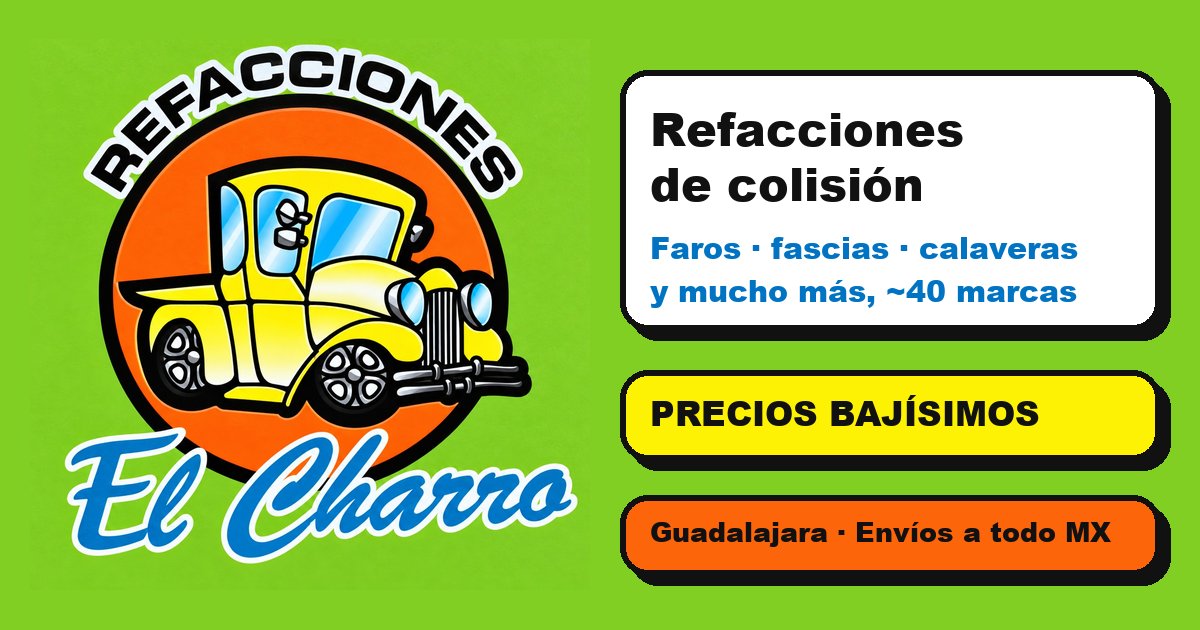 REFACCIONES
El Charro
Refacciones
de colisión
Faros · fascias · calaveras
y mucho más, ~40 marcas
PRECIOS BAJÍSIMOS
Guadalajara · Envíos a todo MX